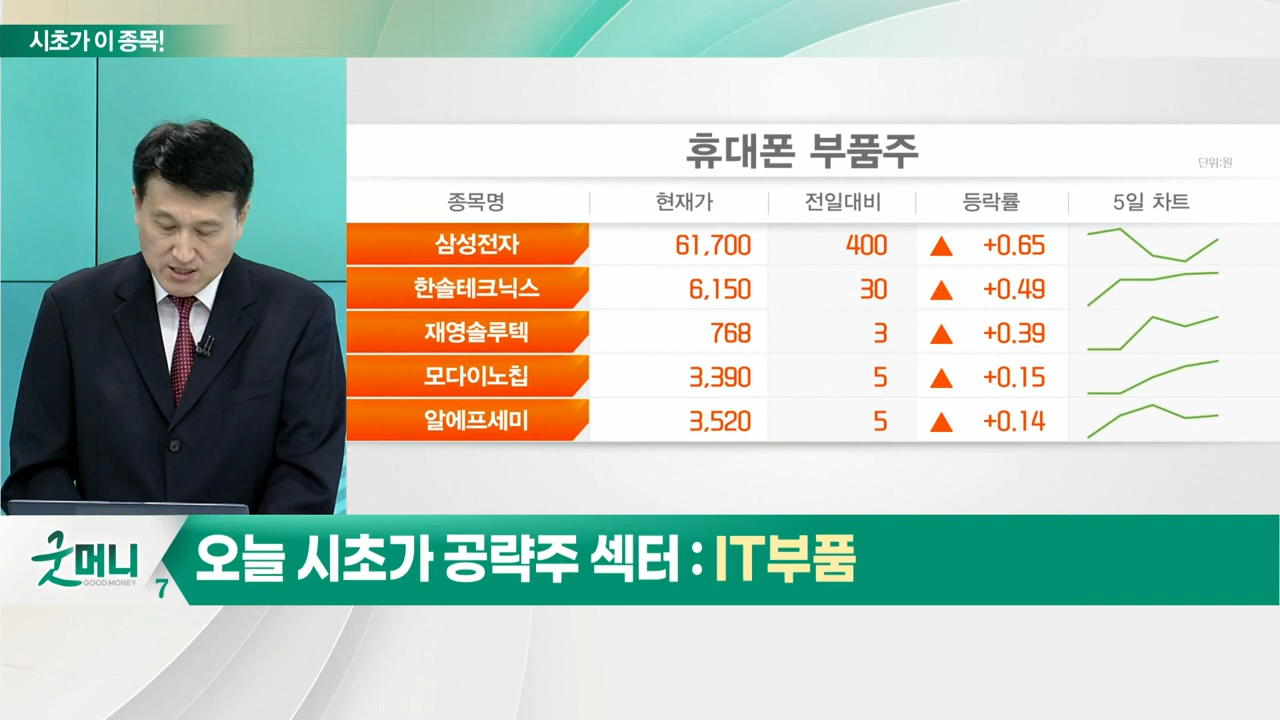 시초가 이 종목!
휴대폰 부품주
단위:원
종목명 현재가 전일대비 등락률 5일 차트
삼성전자 61,700 400 ▲ +0.65
한솔테크닉스 6,150 30 ▲ +0.49
재영솔루텍 768 3 ▲ +0.39
모다이노칩 3,390 5 ▲ +0.15
알에프세미 3,520 5 ▲ +0.14
굿머니
GOOD MONEY
7
오늘 시초가 공략주 섹터 : IT부품